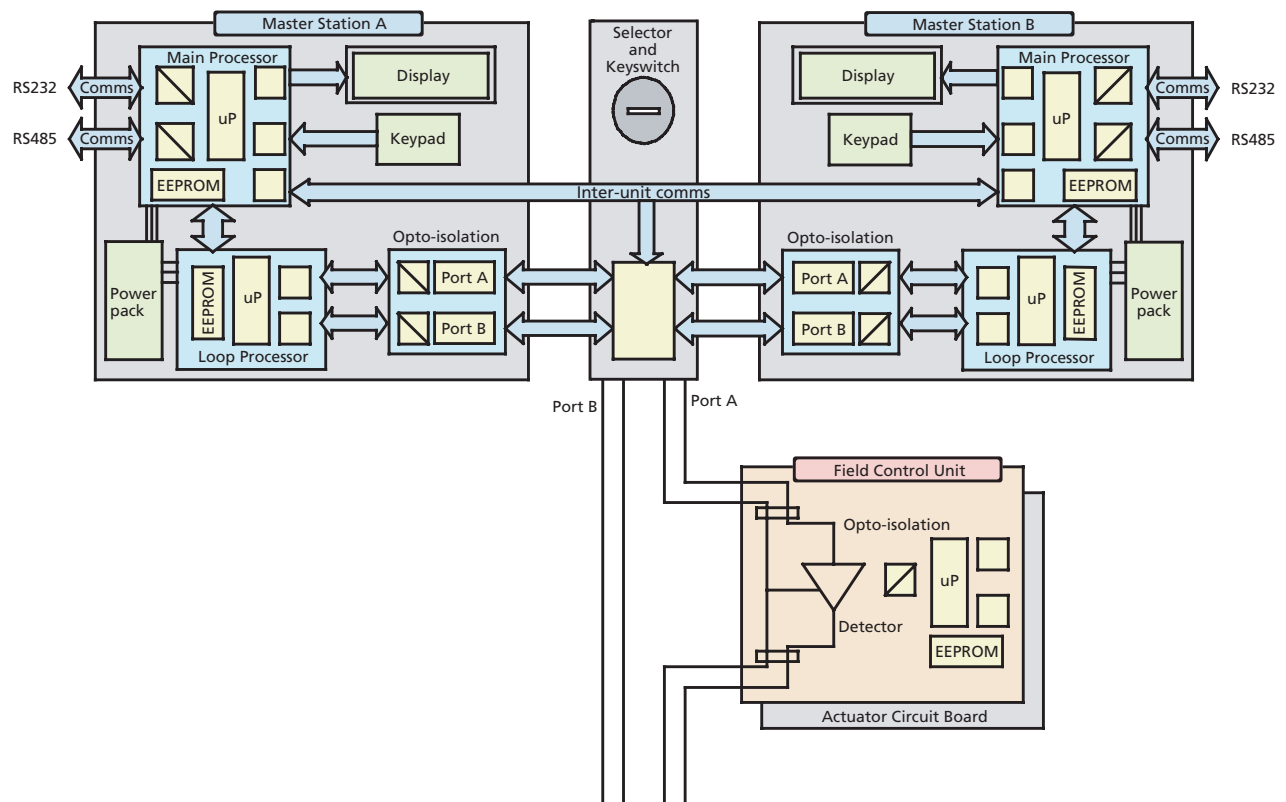 Master Station A
Master Station B
Selector
and
Keyswitch
Main Processor
Main Processor
Display
Display
RS232
Comms
Comms
RS232
uP
uP
RS485
Comms
Keypad
Keypad
Comms
RS485
EEPROM
Inter-unit comms
EEPROM
Opto-isolation
Opto-isolation
Power
pack
EEPROM
uP
Port A
Port A
uP
EEPROM
Power
pack
Port B
Port B
Loop Processor
Loop Processor
Port B
Port A
Field Control Unit
Opto-isolation
uP
Detector
EEPROM
Actuator Circuit Board